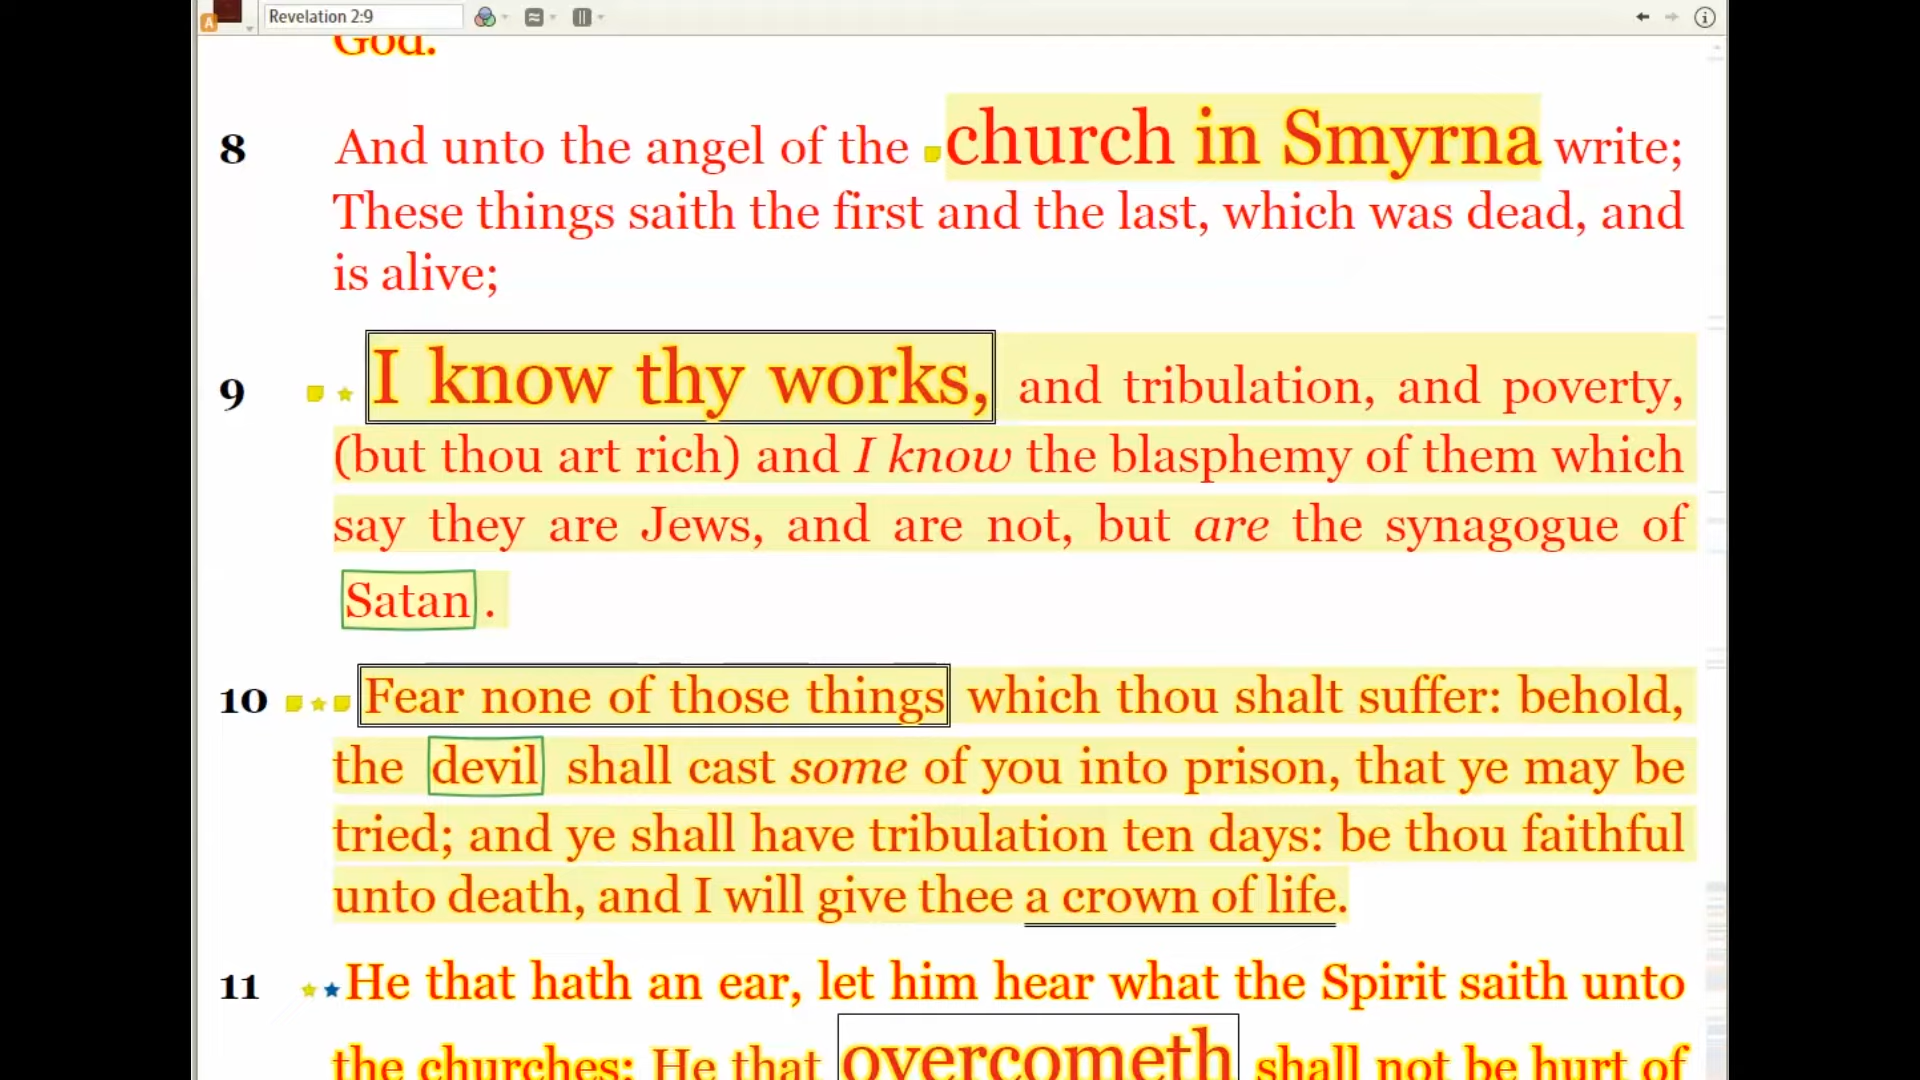 A
Revelation 2:9
God.
8 And unto the angel of the church in Smyrna write;
These things saith the first and the last, which was dead, and
is alive;
9 I know thy works, and tribulation, and poverty,
(but thou art rich) and I know the blasphemy of them which
say they are Jews, and are not, but are the synagogue of
Satan .
10 Fear none of those things which thou shalt suffer: behold,
the devil shall cast some of you into prison, that ye may be
tried; and ye shall have tribulation ten days: be thou faithful
unto death, and I will give thee a crown of life.
11 He that hath an ear, let him hear what the Spirit saith unto
the churches; He that overcometh shall not be hurt of